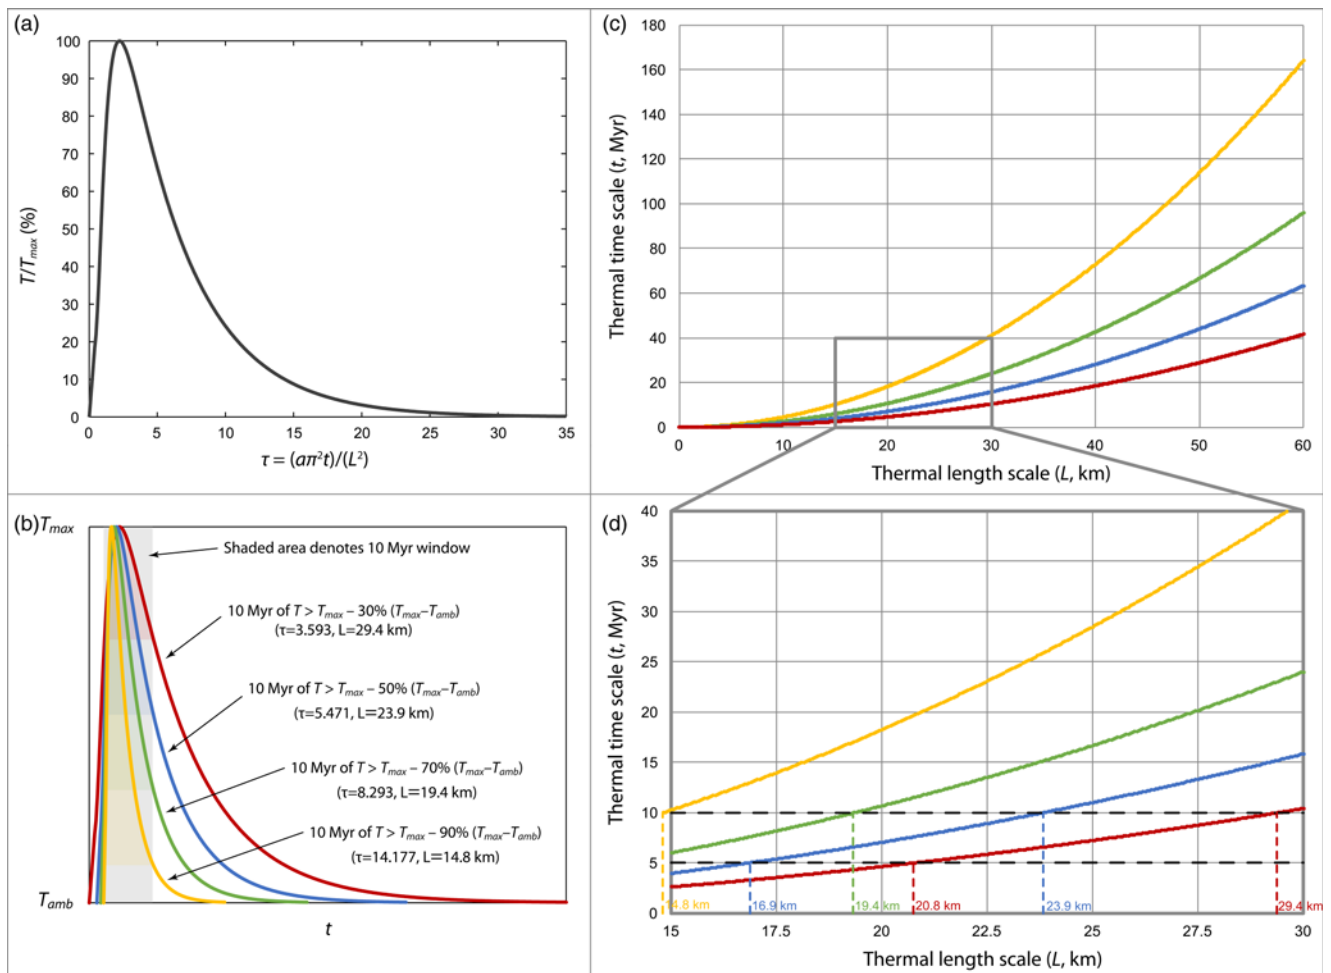 (a)
100
90
80
70
60
50
40
30
20
10
0
T/Tmax (%)
0 5 10 15 20 25 30 35
τ = (aπ²t)/(L²)
(b)
Tmax
Shaded area denotes 10 Myr window
10 Myr of T > Tmax – 30% (Tmax–Tamb)
(τ=3.593, L=29.4 km)
10 Myr of T > Tmax – 50% (Tmax–Tamb)
(τ=5.471, L=23.9 km)
10 Myr of T > Tmax – 70% (Tmax–Tamb)
(τ=8.293, L=19.4 km)
10 Myr of T > Tmax – 90% (Tmax–Tamb)
(τ=14.177, L=14.8 km)
Tamb
t
(c)
180
160
140
120
100
80
60
40
20
0
Thermal time scale (t, Myr)
0 10 20 30 40 50 60
Thermal length scale (L, km)
(d)
40
35
30
25
20
15
10
5
0
Thermal time scale (t, Myr)
14.8 km 16.9 km 19.4 km 20.8 km 23.9 km 29.4 km
15 17.5 20 22.5 25 27.5 30
Thermal length scale (L, km)